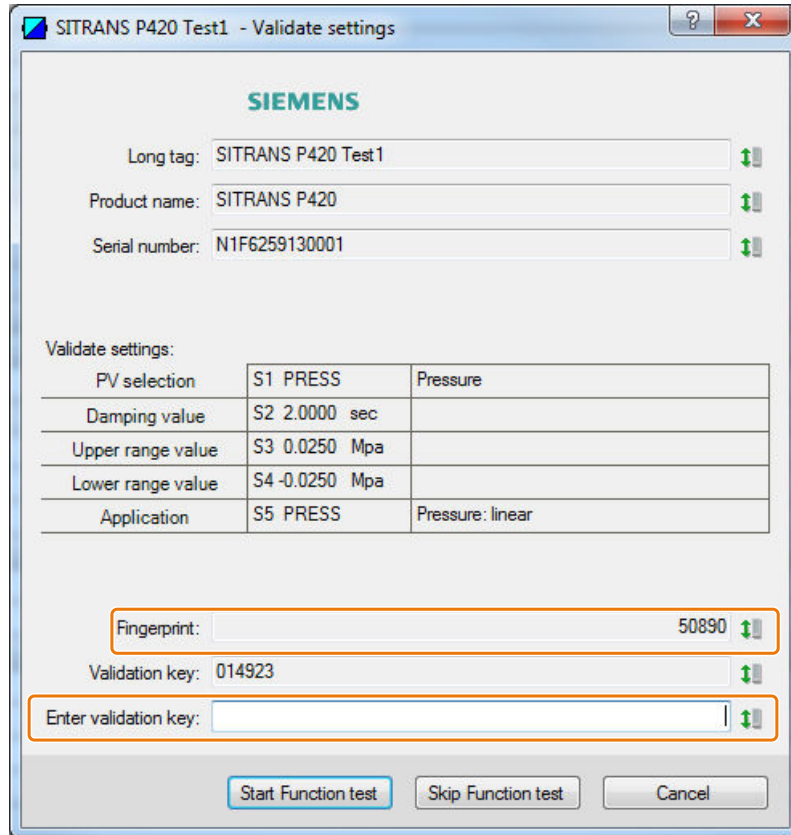 SITRANS P420 Test1 - Validate settings
?
X
SIEMENS
Long tag: SITRANS P420 Test1
Product name: SITRANS P420
Serial number: N1F6259130001
Validate settings:
PV selection S1 PRESS Pressure
Damping value S2 2.0000 sec
Upper range value S3 0.0250 Mpa
Lower range value S4 -0.0250 Mpa
Application S5 PRESS Pressure: linear
Fingerprint: 50890
Validation key: 014923
Enter validation key:
Start Function test Skip Function test Cancel